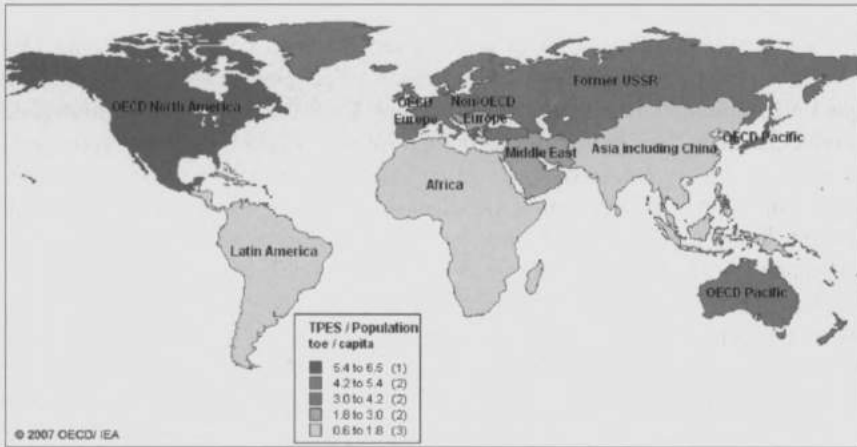 OECD North America
Former USSR
OECD
Europe
Non-OECD
Europe
OECD Pacific
Middle East
Asia including China
Africa
Latin America
OECD Pacific
TPES / Population
toe / capita
5.4 to 6.5 (1)
4.2 to 5.4 (2)
3.0 to 4.2 (2)
1.8 to 3.0 (2)
0.6 to 1.8 (3)
© 2007 OECD/ IEA